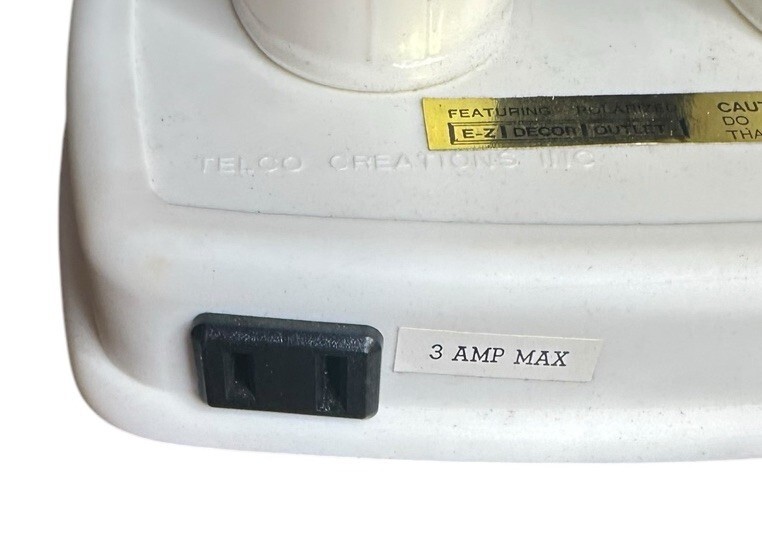 FEATURING POLARIZED
E-Z DECOR OUTLET
CAUT
DO
THA
TELCO CREATIONS INC
3 AMP MAX